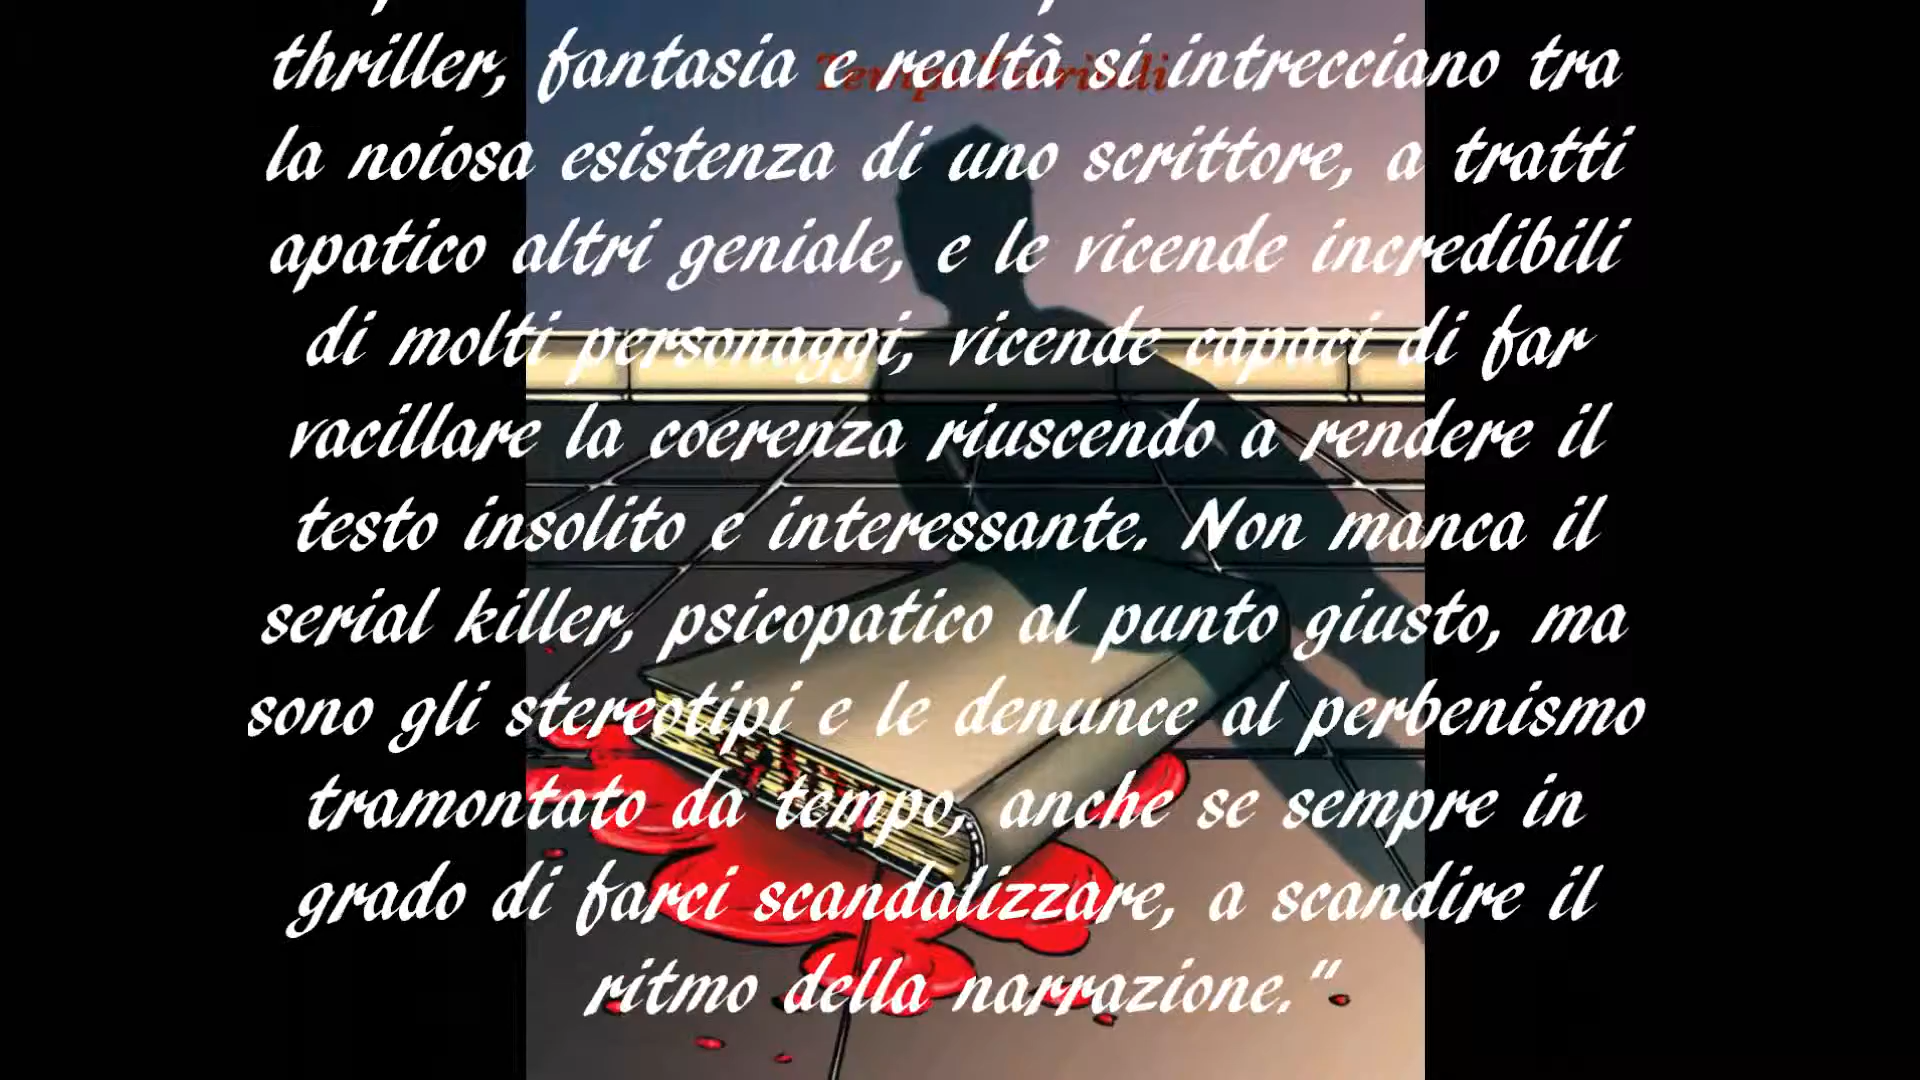 thriller, fantasia e realtà si intrecciano tra
la noiosa esistenza di uno scrittore, a tratti
apatico altri geniale, e le vicende incredibili
di molti personaggi, vicende capaci di far
vacillare la coerenza riuscendo a rendere il
testo insolito e interessante. Non manca il
serial killer, psicopatico al punto giusto, ma
sono gli stereotipi e le denunce al perbenismo
tramontato da tempo, anche se sempre in
grado di farci scandalizzare, a scandire il
ritmo della narrazione."